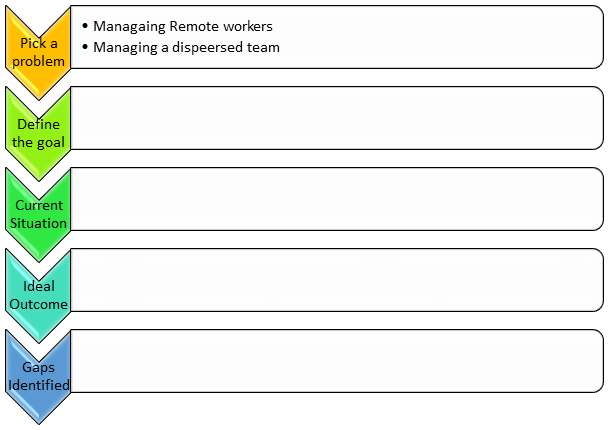 Pick a
problem
• Managaing Remote workers
• Managing a dispeersed team
Define
the goal
Current
Situation
Ideal
Outcome
Gaps
Identified